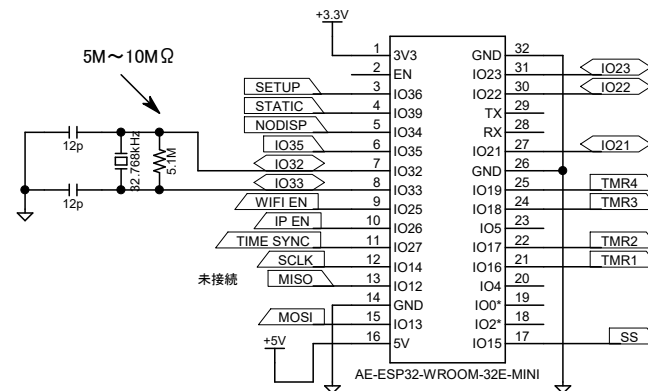 +3.3V
5M～10MΩ
12p
32.768kHz
5.1M
12p
SETUP
STATIC
NODISP
IO35
IO32
IO33
WIFI EN
IP EN
TIME SYNC
SCLK
未接続 MISO
MOSI
+5V
1 3V3
2 EN
3 IO36
4 IO39
5 IO34
6 IO35
7 IO32
8 IO33
9 IO25
10 IO26
11 IO27
12 IO14
13 IO12
14 GND
15 IO13
16 5V
GND 32
IO23 31 IO23
IO22 30 IO22
TX 29
RX 28
IO21 27 IO21
GND 26
IO19 25 TMR4
IO18 24 TMR3
IO5 23
IO17 22 TMR2
IO16 21 TMR1
IO4 20
IO0* 19
IO2* 18
IO15 17 SS
AE-ESP32-WROOM-32E-MINI